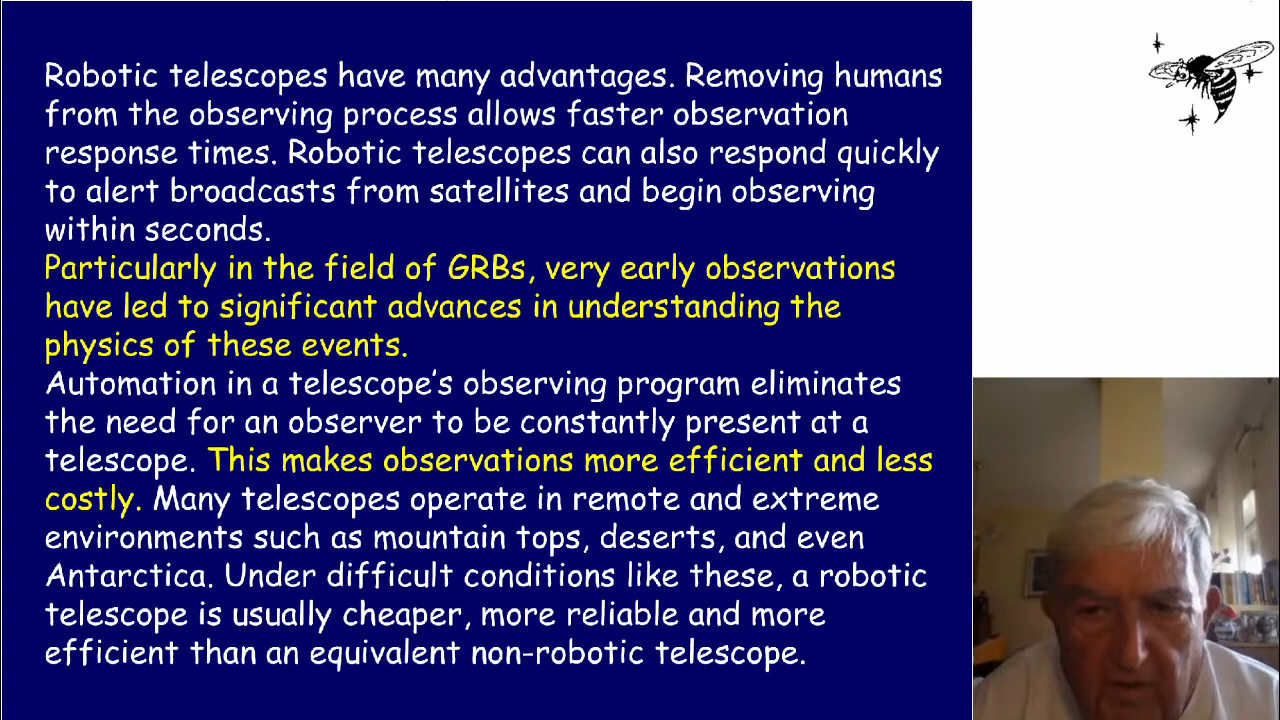 Robotic telescopes have many advantages. Removing humans
from the observing process allows faster observation
response times. Robotic telescopes can also respond quickly
to alert broadcasts from satellites and begin observing
within seconds.
Particularly in the field of GRBs, very early observations
have led to significant advances in understanding the
physics of these events.
Automation in a telescope’s observing program eliminates
the need for an observer to be constantly present at a
telescope. This makes observations more efficient and less
costly. Many telescopes operate in remote and extreme
environments such as mountain tops, deserts, and even
Antarctica. Under difficult conditions like these, a robotic
telescope is usually cheaper, more reliable and more
efficient than an equivalent non-robotic telescope.